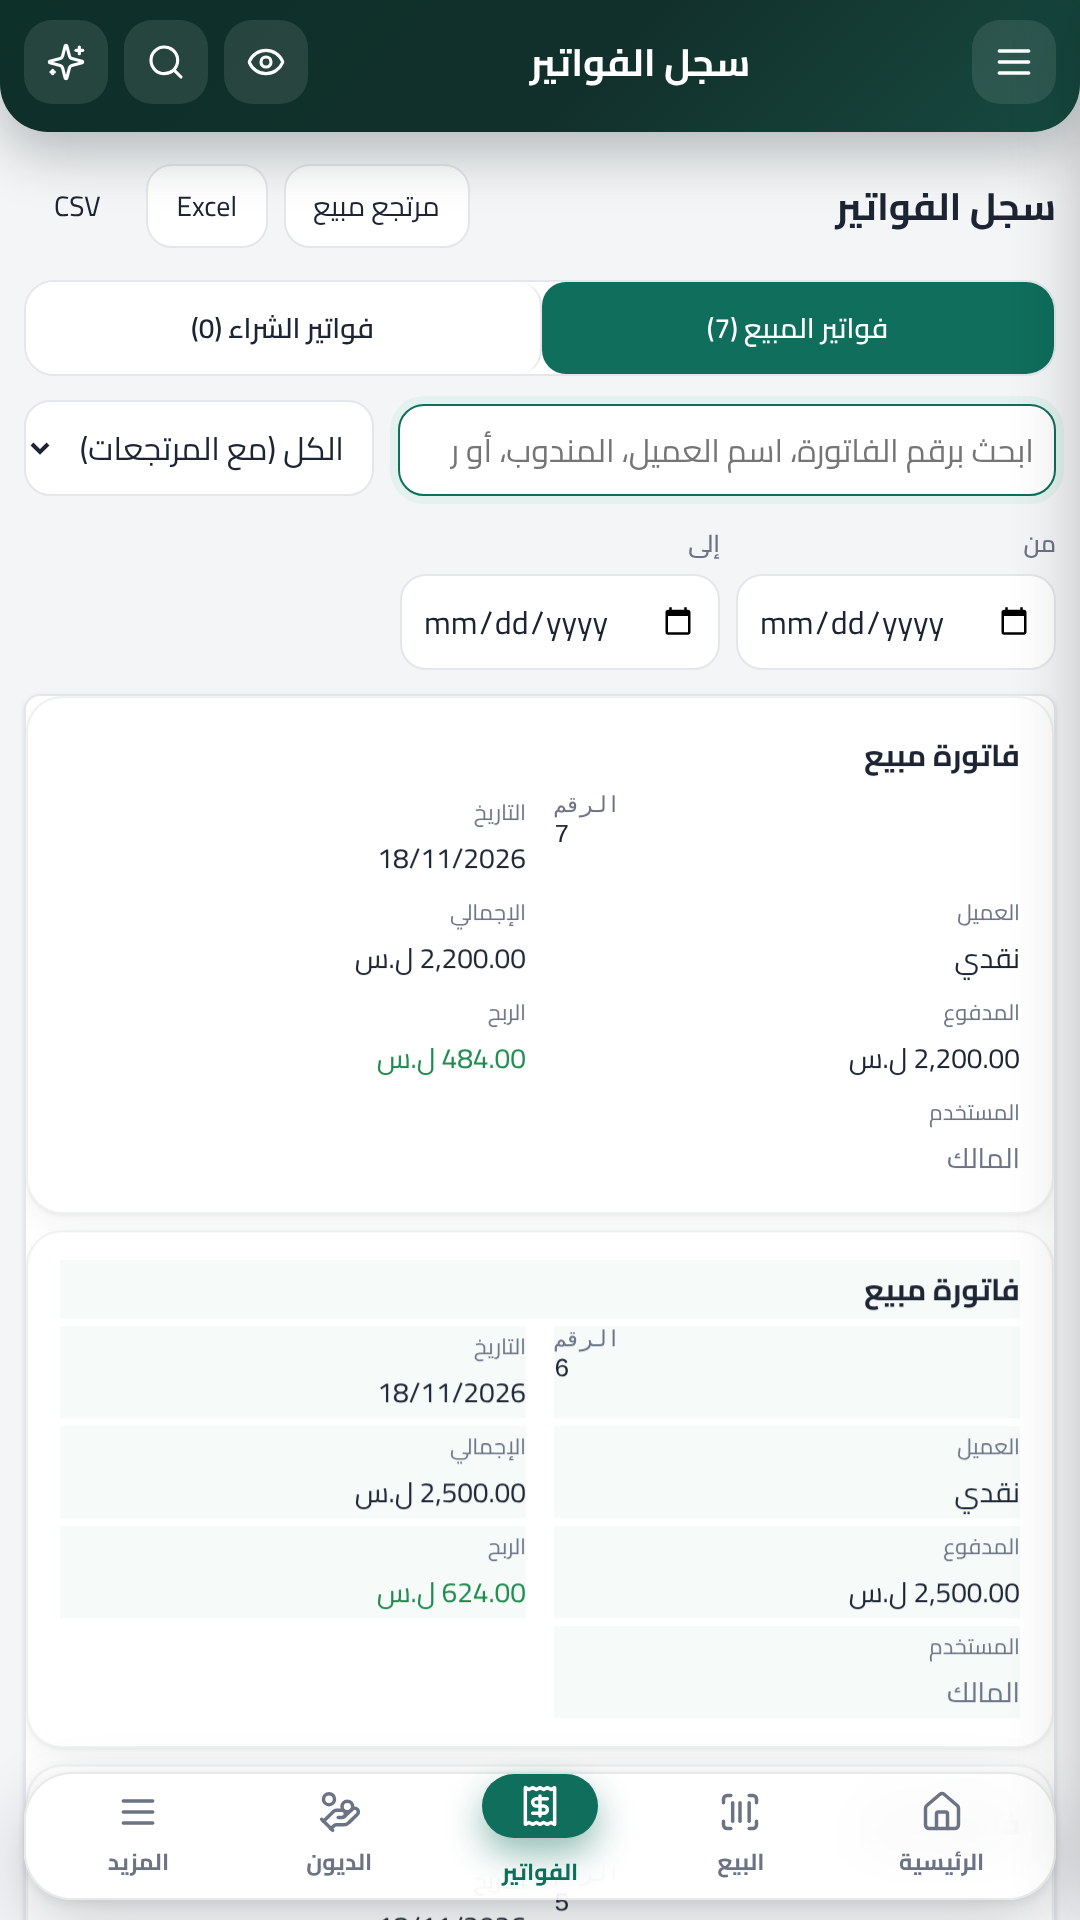 سجل الفواتير
سجل الفواتير
مرتجع مبيع
Excel
CSV
فواتير المبيع (7)
فواتير الشراء (0)
ابحث برقم الفاتورة، اسم العميل، المندوب، أو ر
الكل (مع المرتجعات)
من
إلى
mm/dd/yyyy
mm/dd/yyyy
فاتورة مبيع
الرقم
7
التاريخ
18/11/2026
العميل
نقدي
الإجمالي
2,200.00 ل.س
المدفوع
2,200.00 ل.س
الربح
484.00 ل.س
المستخدم
المالك
فاتورة مبيع
الرقم
6
التاريخ
18/11/2026
العميل
نقدي
الإجمالي
2,500.00 ل.س
المدفوع
2,500.00 ل.س
الربح
624.00 ل.س
المستخدم
المالك
5
الرئيسية
البيع
الفواتير
الديون
المزيد